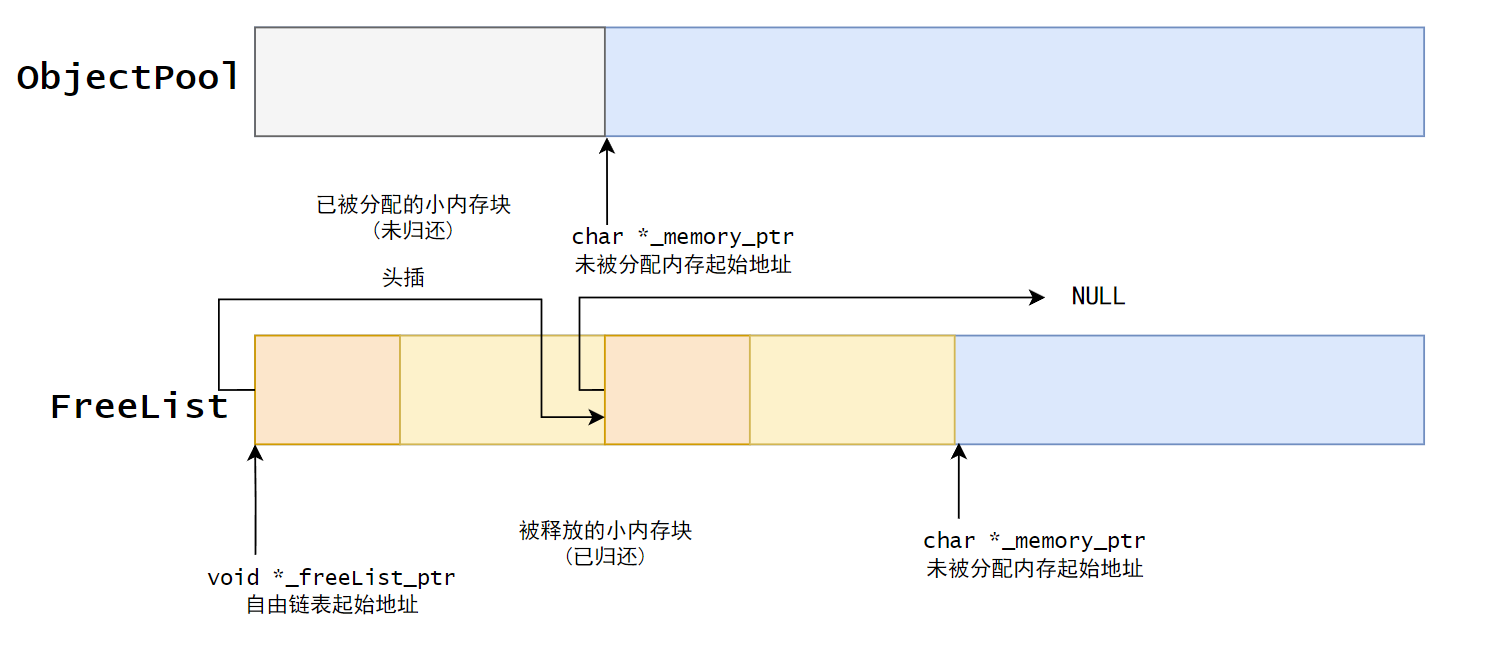 ObjectPool
已被分配的小内存块
（未归还）
char *_memory_ptr
未被分配内存起始地址
头插
NULL
FreeList
被释放的小内存块
（已归还）
char *_memory_ptr
未被分配内存起始地址
void *_freeList_ptr
自由链表起始地址